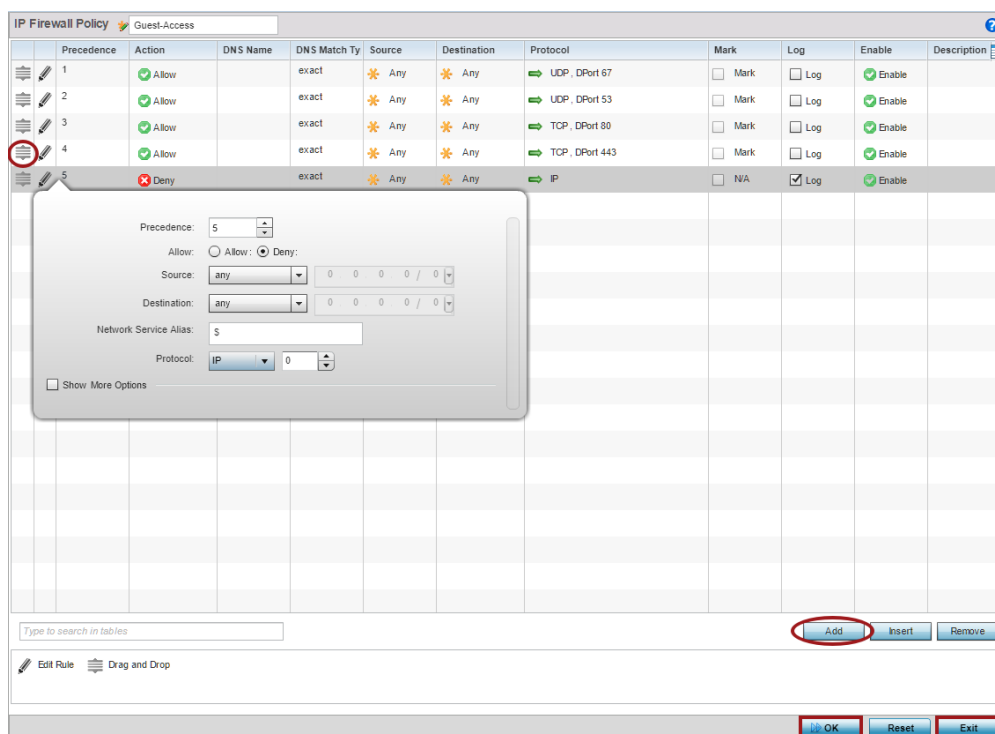 IP Firewall Policy Guest-Access ?
Precedence Action DNS Name DNS Match Ty Source Destination Protocol Mark Log Enable Description
1 Allow exact Any Any UDP , DPort 67 Mark Log Enable
2 Allow exact Any Any UDP , DPort 53 Mark Log Enable
3 Allow exact Any Any TCP , DPort 80 Mark Log Enable
4 Allow exact Any Any TCP , DPort 443 Mark Log Enable
5 Deny exact Any Any IP N/A Log Enable
Precedence: 5
Allow: Allow : Deny:
Source: any 0 0 0 0 / 0
Destination: any 0 0 0 0 / 0
Network Service Alias: $
Protocol: IP 0
Show More Options
Type to search in tables Add Insert Remove
Edit Rule Drag and Drop
OK Reset Exit